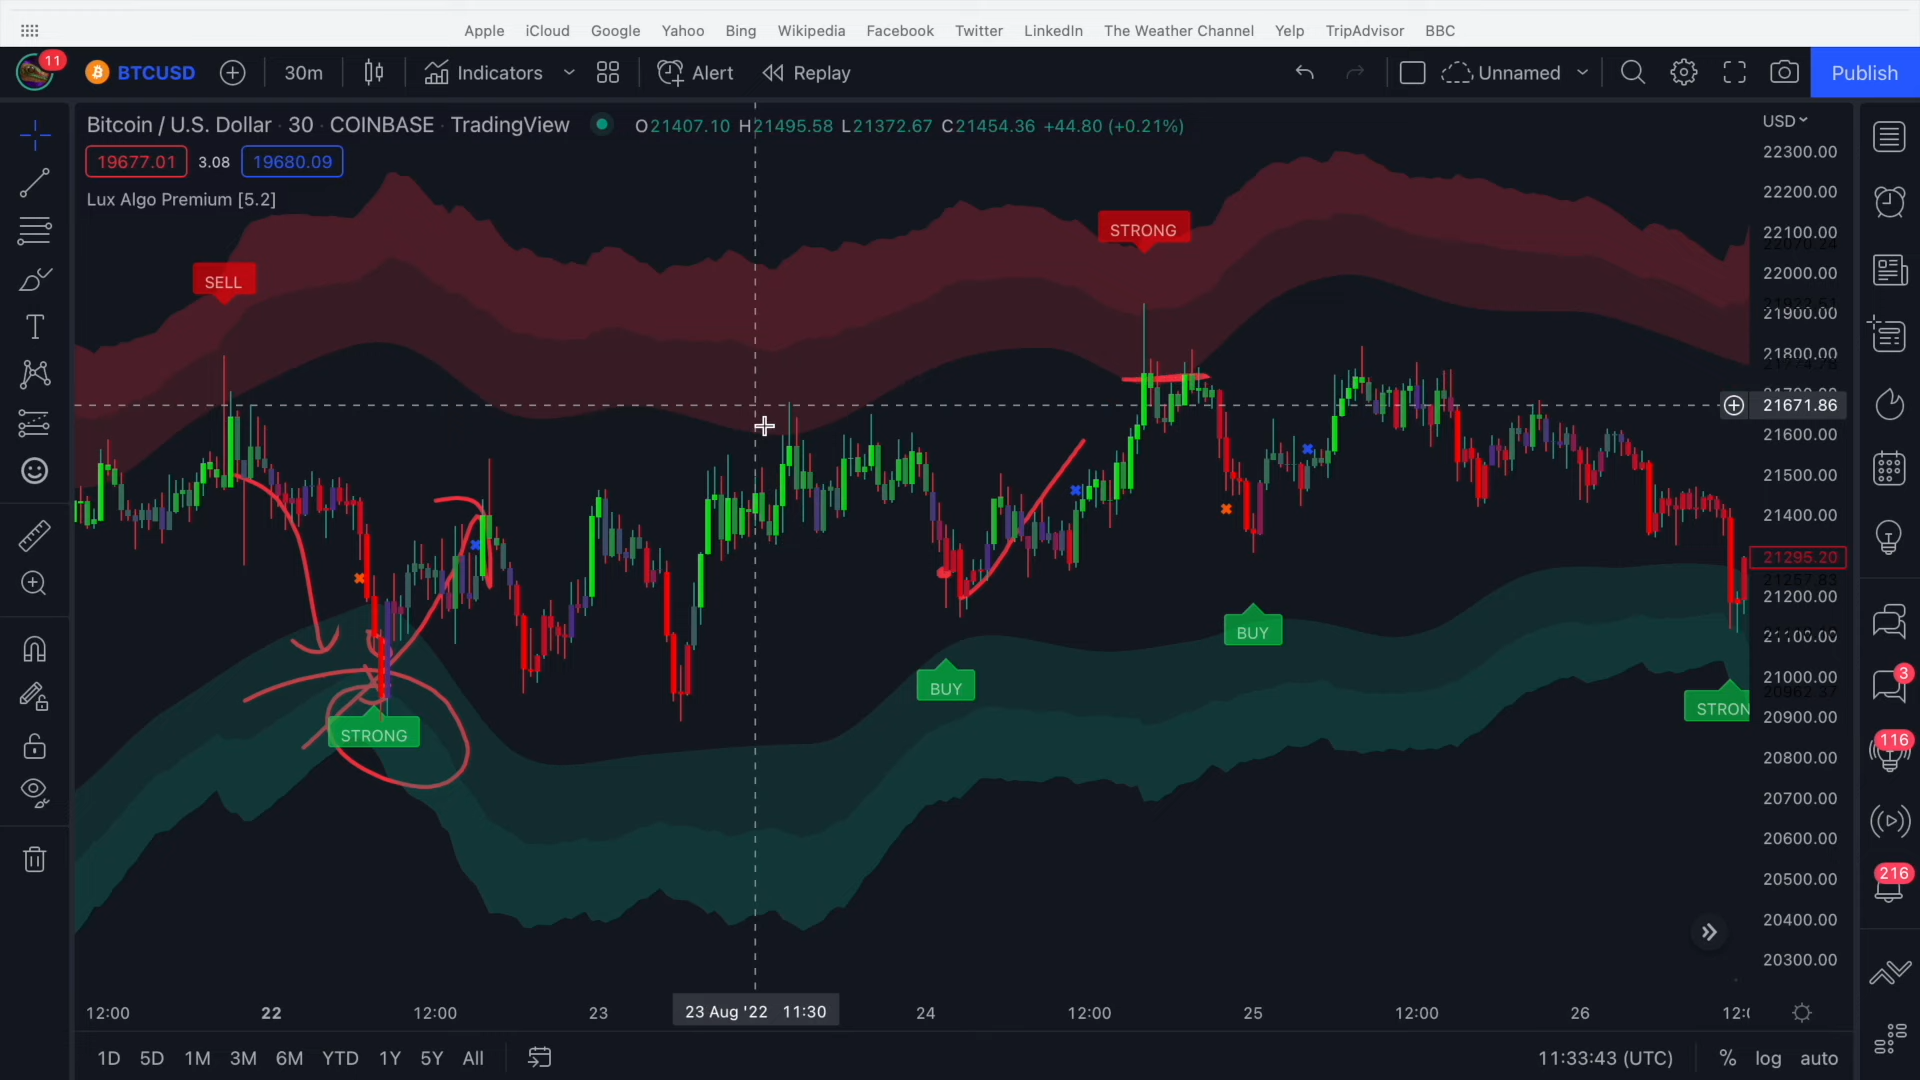 Apple iCloud Google Yahoo Bing Wikipedia Facebook Twitter LinkedIn The Weather Channel Yelp TripAdvisor BBC
11 BTCUSD 30m Indicators Alert Replay Unnamed Publish
Bitcoin / U.S. Dollar · 30 · COINBASE · TradingView O21407.10 H21495.58 L21372.67 C21454.36 +44.80 (+0.21%)
USD
19677.01 3.08 19680.09
Lux Algo Premium [5.2]
22300.00
22200.00
22100.00
22000.00
21900.00
21800.00
21671.86
21600.00
21500.00
21400.00
21295.20
21257.83
21200.00
21100.00
21000.00
20962.37
20900.00
20800.00
20700.00
20600.00
20500.00
20400.00
20300.00
SELL
STRONG
BUY
BUY
STRONG
STRON
3
116
216
12:00 22 12:00 23 23 Aug '22 11:30 24 12:00 25 12:00 26
1D 5D 1M 3M 6M YTD 1Y 5Y All 11:33:43 (UTC) % log auto